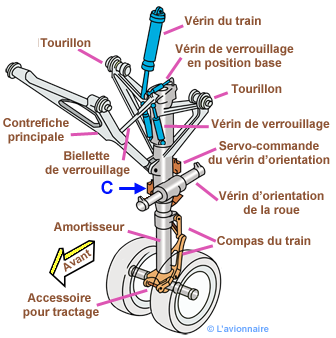 Vérin du train
Tourillon
Vérin de verrouillage
en position base
Tourillon
Contrefiche
principale
Vérin de verrouillage
Biellette
de verrouillage
Servo-commande
du vérin d'orientation
C
Vérin d'orientation
de la roue
Amortisseur
Compas du train
Avant
Accessoire
pour tractage
© L'avionnaire